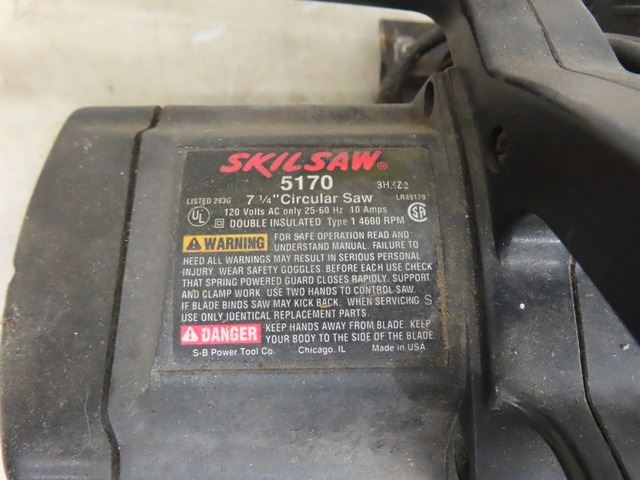 SKILSAW®
5170
7 1/4" Circular Saw
LISTED 293G
LR49179
UL
120 Volts AC only 25-60 Hz 10 Amps
SA
DOUBLE INSULATED Type 1 4600 RPM
WARNING FOR SAFE OPERATION READ AND
UNDERSTAND MANUAL. FAILURE TO
HEED ALL WARNINGS MAY RESULT IN SERIOUS PERSONAL
INJURY. WEAR SAFETY GOGGLES. BEFORE EACH USE CHECK
THAT SPRING POWERED GUARD CLOSES RAPIDLY. SUPPORT
AND CLAMP WORK. USE TWO HANDS TO CONTROL SAW.
IF BLADE BINDS SAW MAY KICK BACK. WHEN SERVICING S
USE ONLY IDENTICAL REPLACEMENT PARTS.
DANGER KEEP HANDS AWAY FROM BLADE. KEEP
YOUR BODY TO THE SIDE OF THE BLADE.
S-B Power Tool Co. Chicago, IL Made in USA